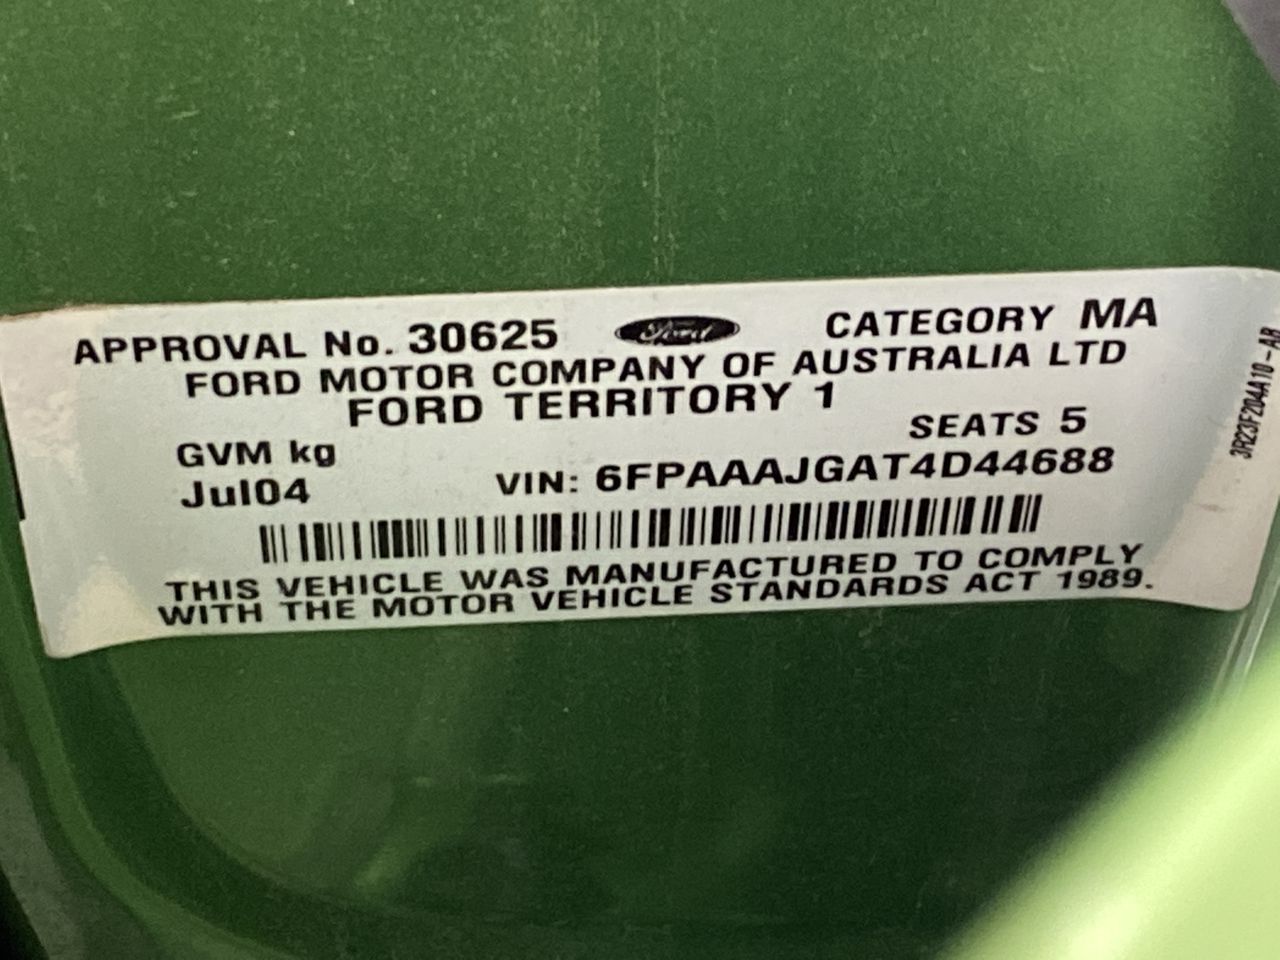 APPROVAL No. 30625 Ford CATEGORY MA
FORD MOTOR COMPANY OF AUSTRALIA LTD
FORD TERRITORY 1
GVM kg SEATS 5
Jul04 VIN: 6FPAAAJGAT4D44688
THIS VEHICLE WAS MANUFACTURED TO COMPLY
WITH THE MOTOR VEHICLE STANDARDS ACT 1989.
3R23F204A10-AR